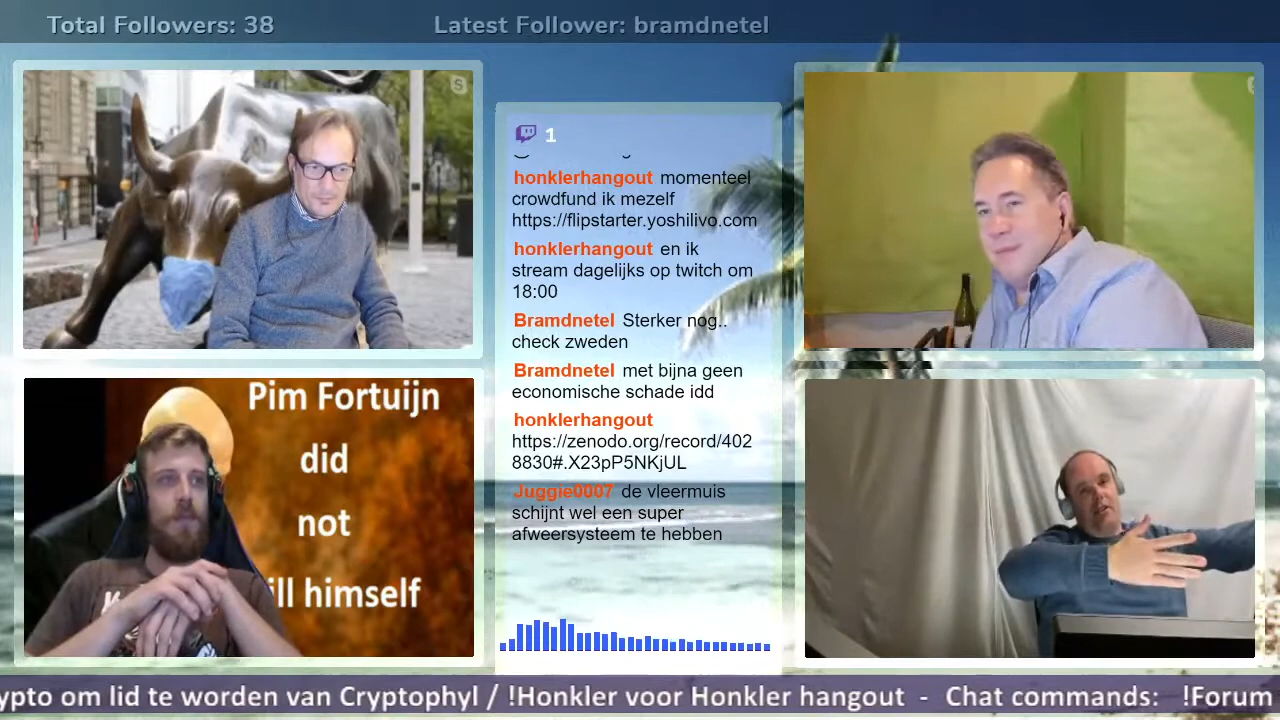 Total Followers: 38
Latest Follower: bramdnetel
1
honklerhangout momenteel
crowdfund ik mezelf
https://flipstarter.yoshilivo.com
honklerhangout en ik
stream dagelijks op twitch om
18:00
Bramdnetel Sterker nog..
check zweden
Bramdnetel met bijna geen
economische schade idd
honklerhangout
https://zenodo.org/record/402
8830#.X23pP5NKjUL
Juggie0007 de vleermuis
schijnt wel een super
afweersysteem te hebben
Pim Fortuijn
did
not
ill himself
ypto om lid te worden van Cryptophyl / !Honkler voor Honkler hangout - Chat commands: !Forum